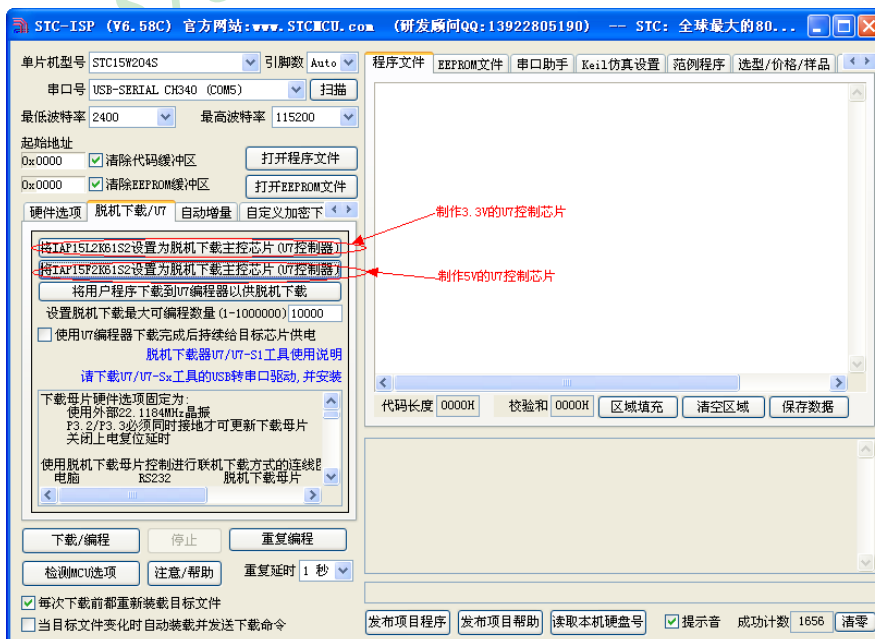 STC-ISP (V6.58C) 官方网站:www.STCMCU.com (研发顾问QQ:13922805190) -- STC: 全球最大的80...
单片机型号 STC15W204S 引脚数 Auto
串口号 USB-SERIAL CH340 (COM5) 扫描
最低波特率 2400 最高波特率 115200
起始地址
0x0000 清除代码缓冲区 打开程序文件
0x0000 清除EEPROM缓冲区 打开EEPROM文件
硬件选项 脱机下载/U7 自动增量 自定义加密下
将IAP15L2K61S2设置为脱机下载主控芯片(U7控制器)
将IAP15F2K61S2设置为脱机下载主控芯片(U7控制器)
将用户程序下载到U7编程器以供脱机下载
设置脱机下载最大可编程数量(1-1000000) 10000
使用U7编程器下载完成后持续给目标芯片供电
脱机下载器U7/U7-S1工具使用说明
请下载U7/U7-Sx工具的USB转串口驱动,并安装
下载母片硬件选项固定为:
使用外部22.1184MHz晶振
P3.2/P3.3必须同时接地才可更新下载母片
关闭上电复位延时
使用脱机下载母片控制进行联机下载方式的连线
电脑 RS232 脱机下载母片
下载/编程 停止 重复编程
检测MCU选项 注意/帮助 重复延时 1 秒
每次下载前都重新装载目标文件
当目标文件变化时自动装载并发送下载命令
程序文件 EEPROM文件 串口助手 Keil仿真设置 范例程序 选型/价格/样品
制作3.3V的U7控制芯片
制作5V的U7控制芯片
代码长度 0000H 校验和 0000H 区域填充 清空区域 保存数据
发布项目程序 发布项目帮助 读取本机硬盘号 提示音 成功计数 1656 清零